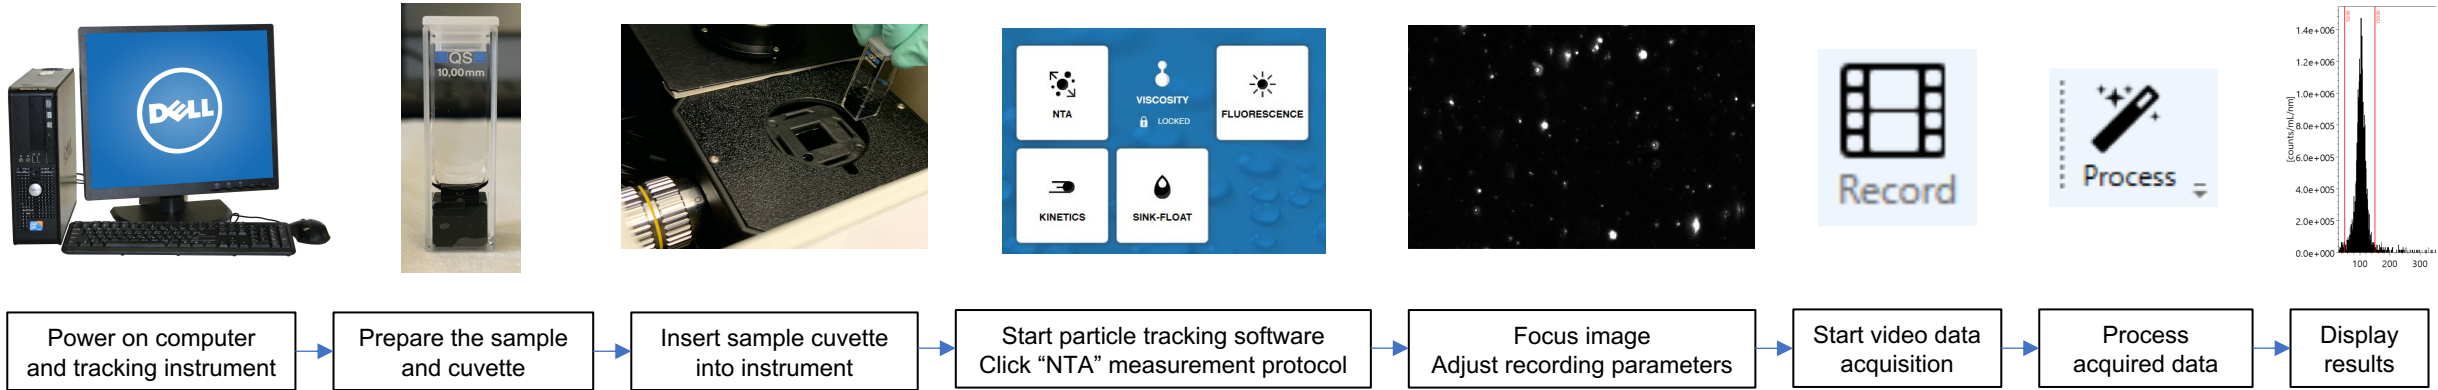 DELL
QS
10,00mm
NTA
VISCOSITY
LOCKED
FLUORESCENCE
KINETICS
SINK-FLOAT
Record
Process
[counts/mL/nm]
1.4e+006
1.2e+006
1.0e+006
8.0e+005
6.0e+005
4.0e+005
2.0e+005
0.0e+000
100 200 300
Power on computer
and tracking instrument
Prepare the sample
and cuvette
Insert sample cuvette
into instrument
Start particle tracking software
Click “NTA” measurement protocol
Focus image
Adjust recording parameters
Start video data
acquisition
Process
acquired data
Display
results